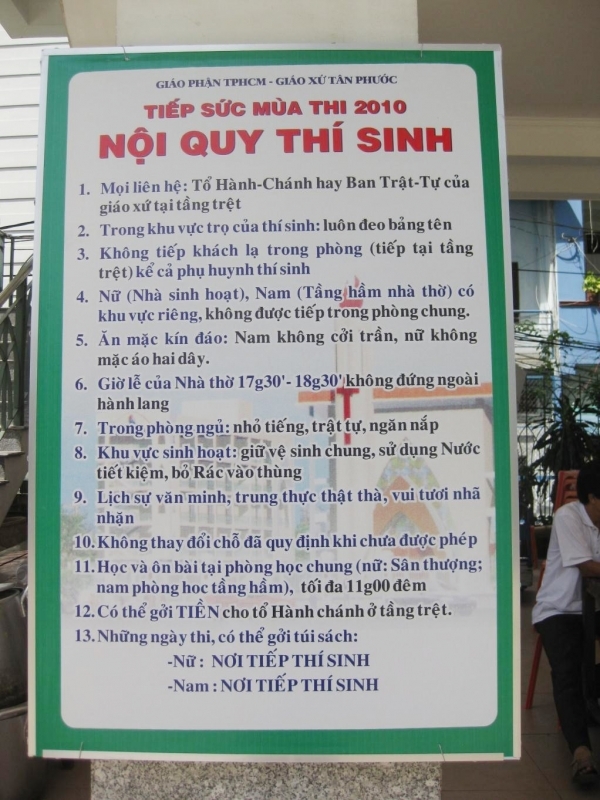 GIÁO PHẬN TPHCM - GIÁO XỨ TÂN PHƯỚC
TIẾP SỨC MÙA THI 2010
NỘI QUY THÍ SINH
1. Mọi liên hệ: Tổ Hành-Chánh hay Ban Trật-Tự của
giáo xứ tại tầng trệt
2. Trong khu vực trọ của thí sinh: luôn đeo bảng tên
3. Không tiếp khách lạ trong phòng (tiếp tại tầng
trệt) kể cả phụ huynh thí sinh
4. Nữ (Nhà sinh hoạt), Nam (Tầng hầm nhà thờ) có
khu vực riêng, không được tiếp trong phòng chung.
5. Ăn mặc kín đáo: Nam không cởi trần, nữ không
mặc áo hai dây.
6. Giờ lễ của Nhà thờ 17g30'- 18g30' không đứng ngoài
hành lang
7. Trong phòng ngủ: nhỏ tiếng, trật tự, ngăn nắp
8. Khu vực sinh hoạt: giữ vệ sinh chung, sử dụng Nước
tiết kiệm, bỏ Rác vào thùng
9. Lịch sự văn minh, trung thực thật thà, vui tươi nhã
nhặn
10. Không thay đổi chỗ đã quy định khi chưa được phép
11. Học và ôn bài tại phòng học chung (nữ: Sân thượng;
nam phòng học tầng hầm), tối đa 11g00 đêm
12. Có thể gởi TIỀN cho tổ Hành chánh ở tầng trệt.
13. Những ngày thi, có thể gởi túi sách:
-Nữ : NƠI TIẾP THÍ SINH
-Nam : NƠI TIẾP THÍ SINH